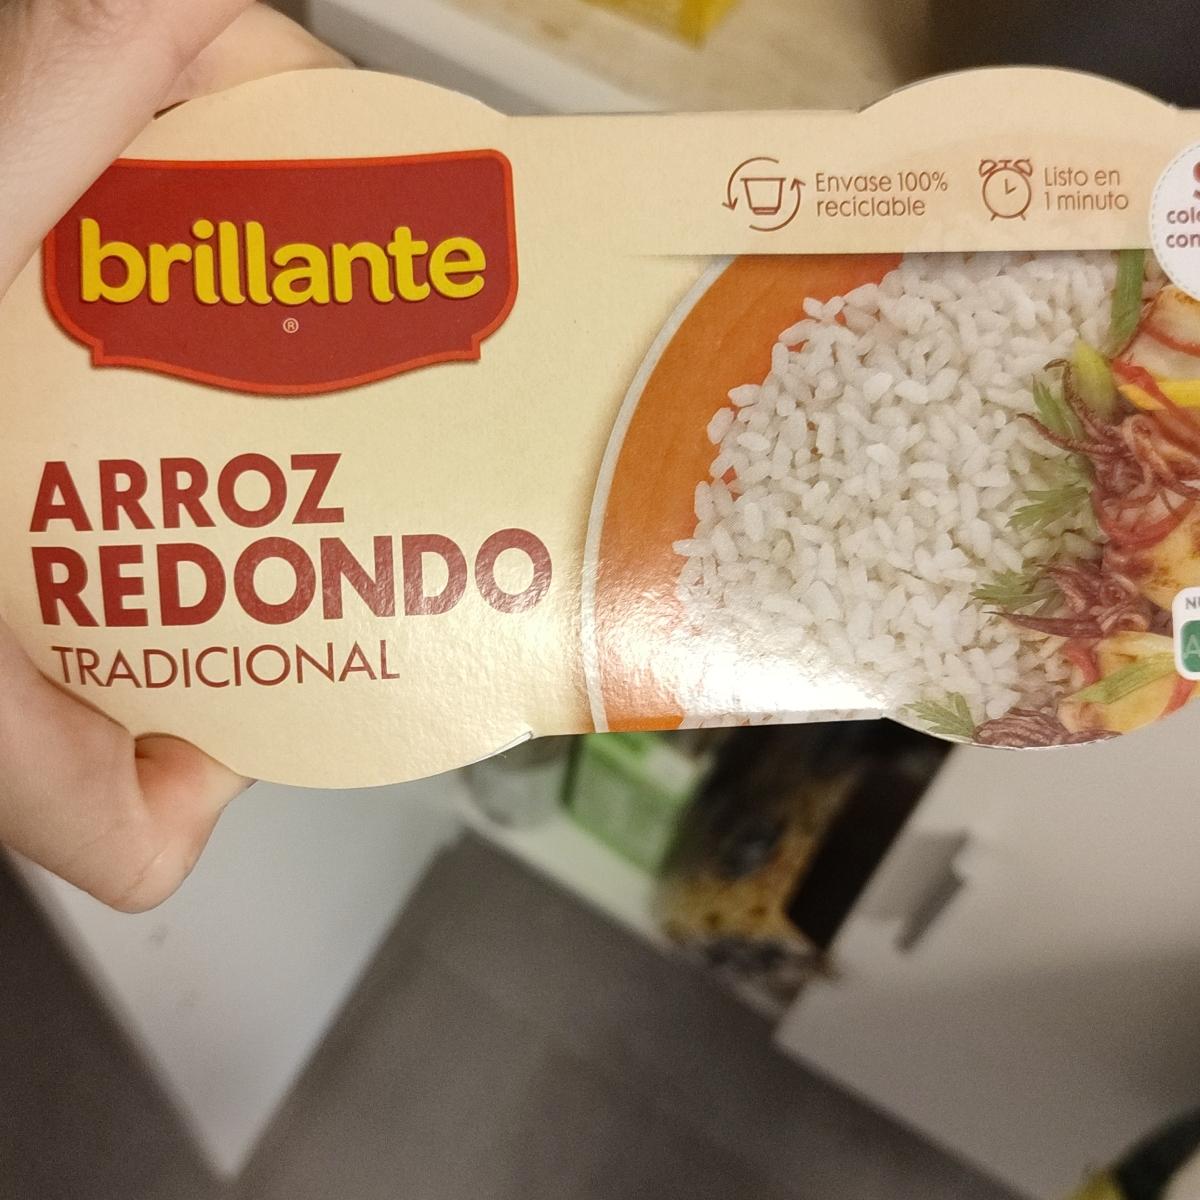 brillante
®
ARROZ
REDONDO
TRADICIONAL
Envase 100%
reciclable
Listo en
1 minuto